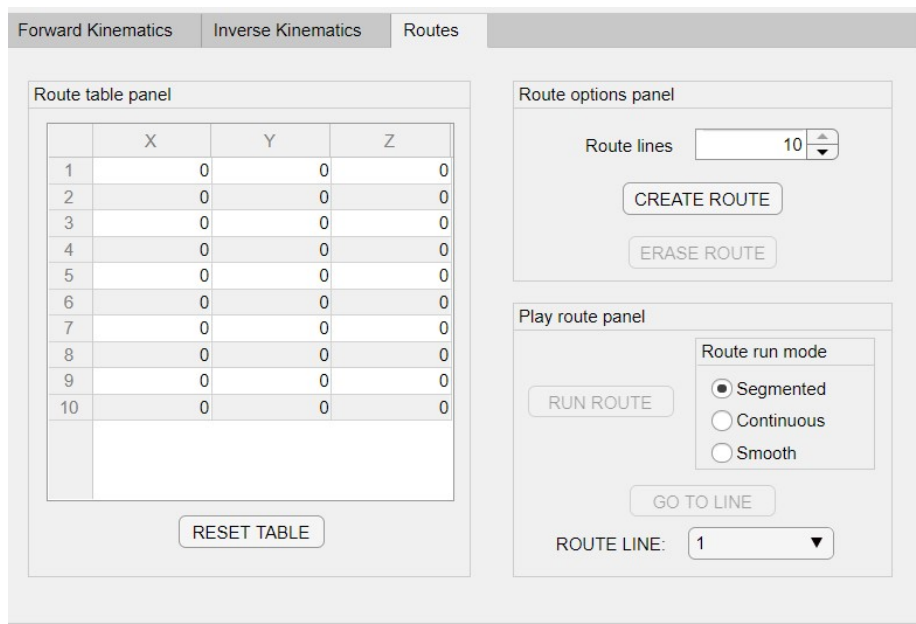 Forward Kinematics Inverse Kinematics Routes
Route table panel
X Y Z
1 0 0 0
2 0 0 0
3 0 0 0
4 0 0 0
5 0 0 0
6 0 0 0
7 0 0 0
8 0 0 0
9 0 0 0
10 0 0 0
RESET TABLE
Route options panel
Route lines 10
CREATE ROUTE
ERASE ROUTE
Play route panel
Route run mode
RUN ROUTE
Segmented
Continuous
Smooth
GO TO LINE
ROUTE LINE: 1